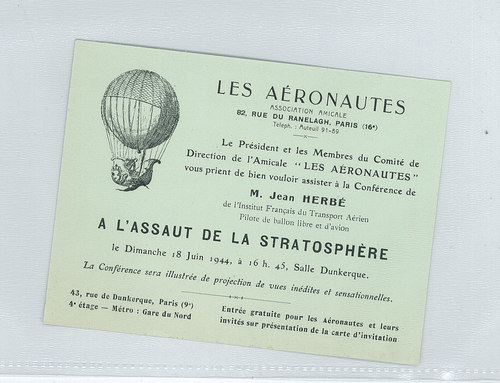 LES AÉRONAUTES
ASSOCIATION AMICALE
82, RUE DU RANELAGH, PARIS (16e)
Téléph. : Auteuil 91-89
Le Président et les Membres du Comité de
Direction de l'Amicale "LES AÉRONAUTES"
vous prient de bien vouloir assister à la Conférence de
M. Jean HERBÉ
de l'Institut Français du Transport Aérien
Pilote de ballon libre et d'avion
A L'ASSAUT DE LA STRATOSPHÈRE
le Dimanche 18 Juin 1944, à 16 h. 45, Salle Dunkerque.
La Conférence sera illustrée de projection de vues inédites et sensationnelles.
43, rue de Dunkerque, Paris (9e)
4e étage — Métro : Gare du Nord
Entrée gratuite pour les Aéronautes et leurs
invités sur présentation de la carte d'invitation